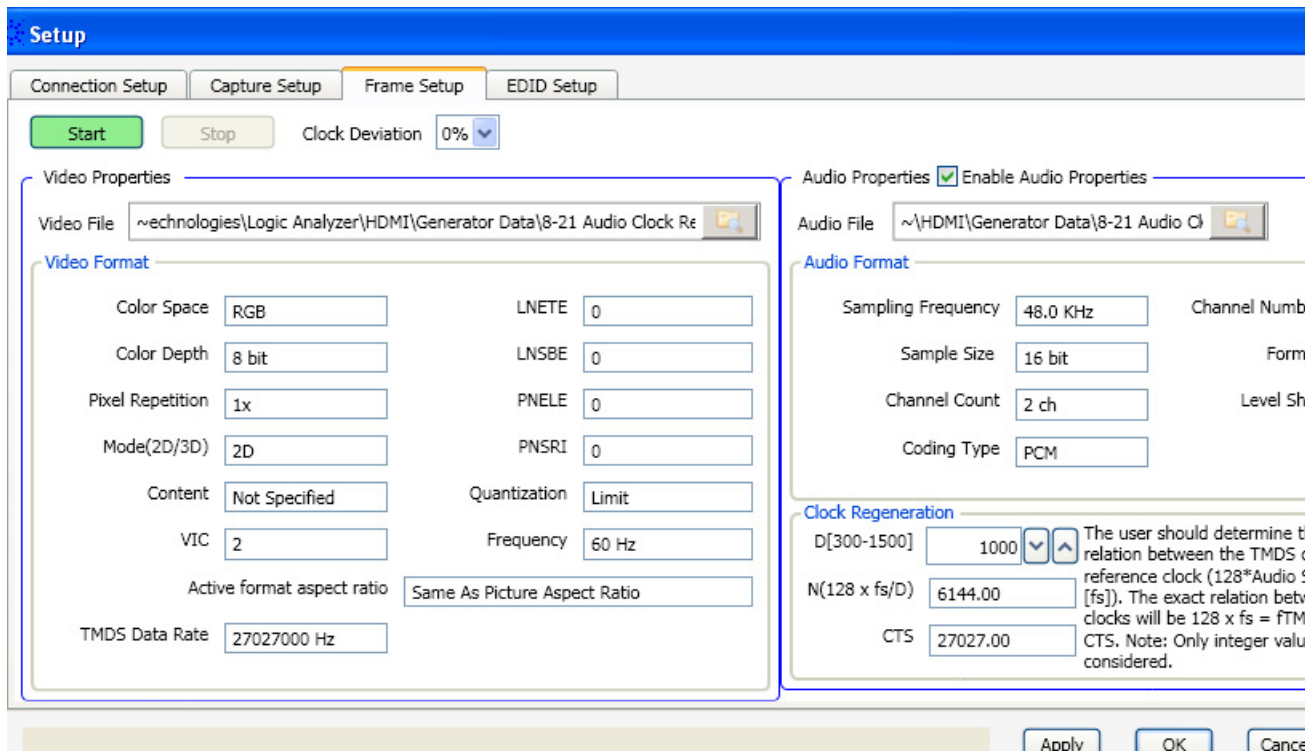 Setup
Connection Setup
Capture Setup
Frame Setup
EDID Setup
Start
Stop
Clock Deviation
0%
Video Properties
Video File
~echnologies\Logic Analyzer\HDMI\Generator Data\8-21 Audio Clock Re
Video Format
Color Space
RGB
LNETE
0
Color Depth
8 bit
LNSBE
0
Pixel Repetition
1x
PNELE
0
Mode(2D/3D)
2D
PNSRI
0
Content
Not Specified
Quantization
Limit
VIC
2
Frequency
60 Hz
Active format aspect ratio
Same As Picture Aspect Ratio
TMDS Data Rate
27027000 Hz
Audio Properties
Enable Audio Properties
Audio File
~\HDMI\Generator Data\8-21 Audio Cl
Audio Format
Sampling Frequency
48.0 KHz
Channel Numb
Sample Size
16 bit
Form
Channel Count
2 ch
Level Sh
Coding Type
PCM
Clock Regeneration
D[300-1500]
1000
N(128 x fs/D)
6144.00
CTS
27027.00
The user should determine t
relation between the TMDS
reference clock (128*Audio
[fs]). The exact relation bet
clocks will be 128 x fs = fTM
CTS. Note: Only integer valu
considered.
Apply
OK
Cance